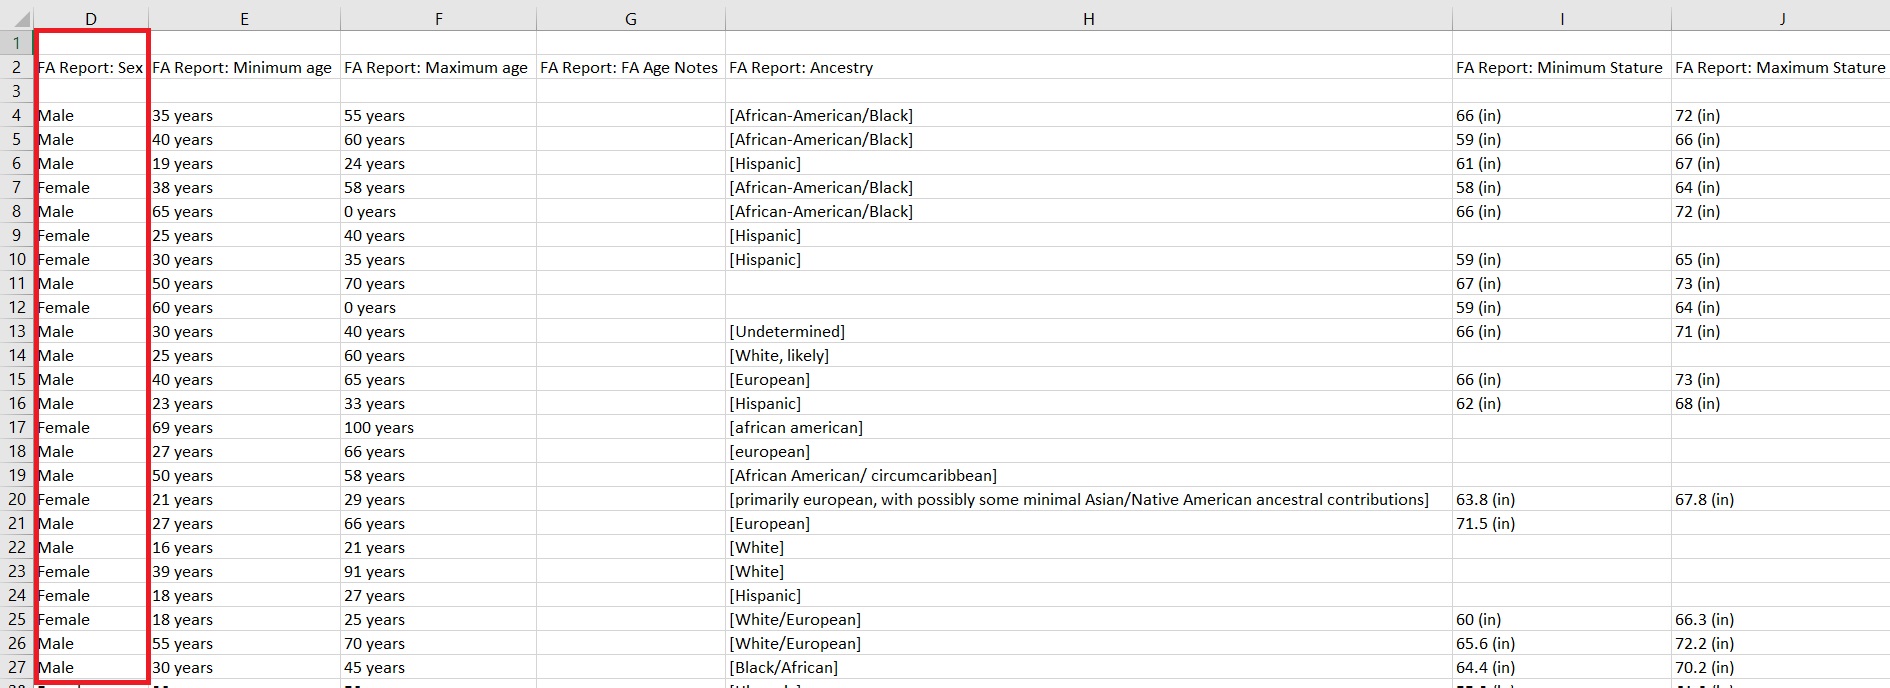 D E F G H I J
1
2 FA Report: Sex FA Report: Minimum age FA Report: Maximum age FA Report: FA Age Notes FA Report: Ancestry FA Report: Minimum Stature FA Report: Maximum Stature
3
4 Male 35 years 55 years [African-American/Black] 66 (in) 72 (in)
5 Male 40 years 60 years [African-American/Black] 59 (in) 66 (in)
6 Male 19 years 24 years [Hispanic] 61 (in) 67 (in)
7 Female 38 years 58 years [African-American/Black] 58 (in) 64 (in)
8 Male 65 years 0 years [African-American/Black] 66 (in) 72 (in)
9 Female 25 years 40 years [Hispanic]
10 Female 30 years 35 years [Hispanic] 59 (in) 65 (in)
11 Male 50 years 70 years 67 (in) 73 (in)
12 Female 60 years 0 years 59 (in) 64 (in)
13 Male 30 years 40 years [Undetermined] 66 (in) 71 (in)
14 Male 25 years 60 years [White, likely]
15 Male 40 years 65 years [European] 66 (in) 73 (in)
16 Male 23 years 33 years [Hispanic] 62 (in) 68 (in)
17 Female 69 years 100 years [african american]
18 Male 27 years 66 years [european]
19 Male 50 years 58 years [African American/ circumcaribbean]
20 Female 21 years 29 years [primarily european, with possibly some minimal Asian/Native American ancestral contributions] 63.8 (in) 67.8 (in)
21 Male 27 years 66 years [European] 71.5 (in)
22 Male 16 years 21 years [White]
23 Female 39 years 91 years [White]
24 Female 18 years 27 years [Hispanic]
25 Female 18 years 25 years [White/European] 60 (in) 66.3 (in)
26 Male 55 years 70 years [White/European] 65.6 (in) 72.2 (in)
27 Male 30 years 45 years [Black/African] 64.4 (in) 70.2 (in)